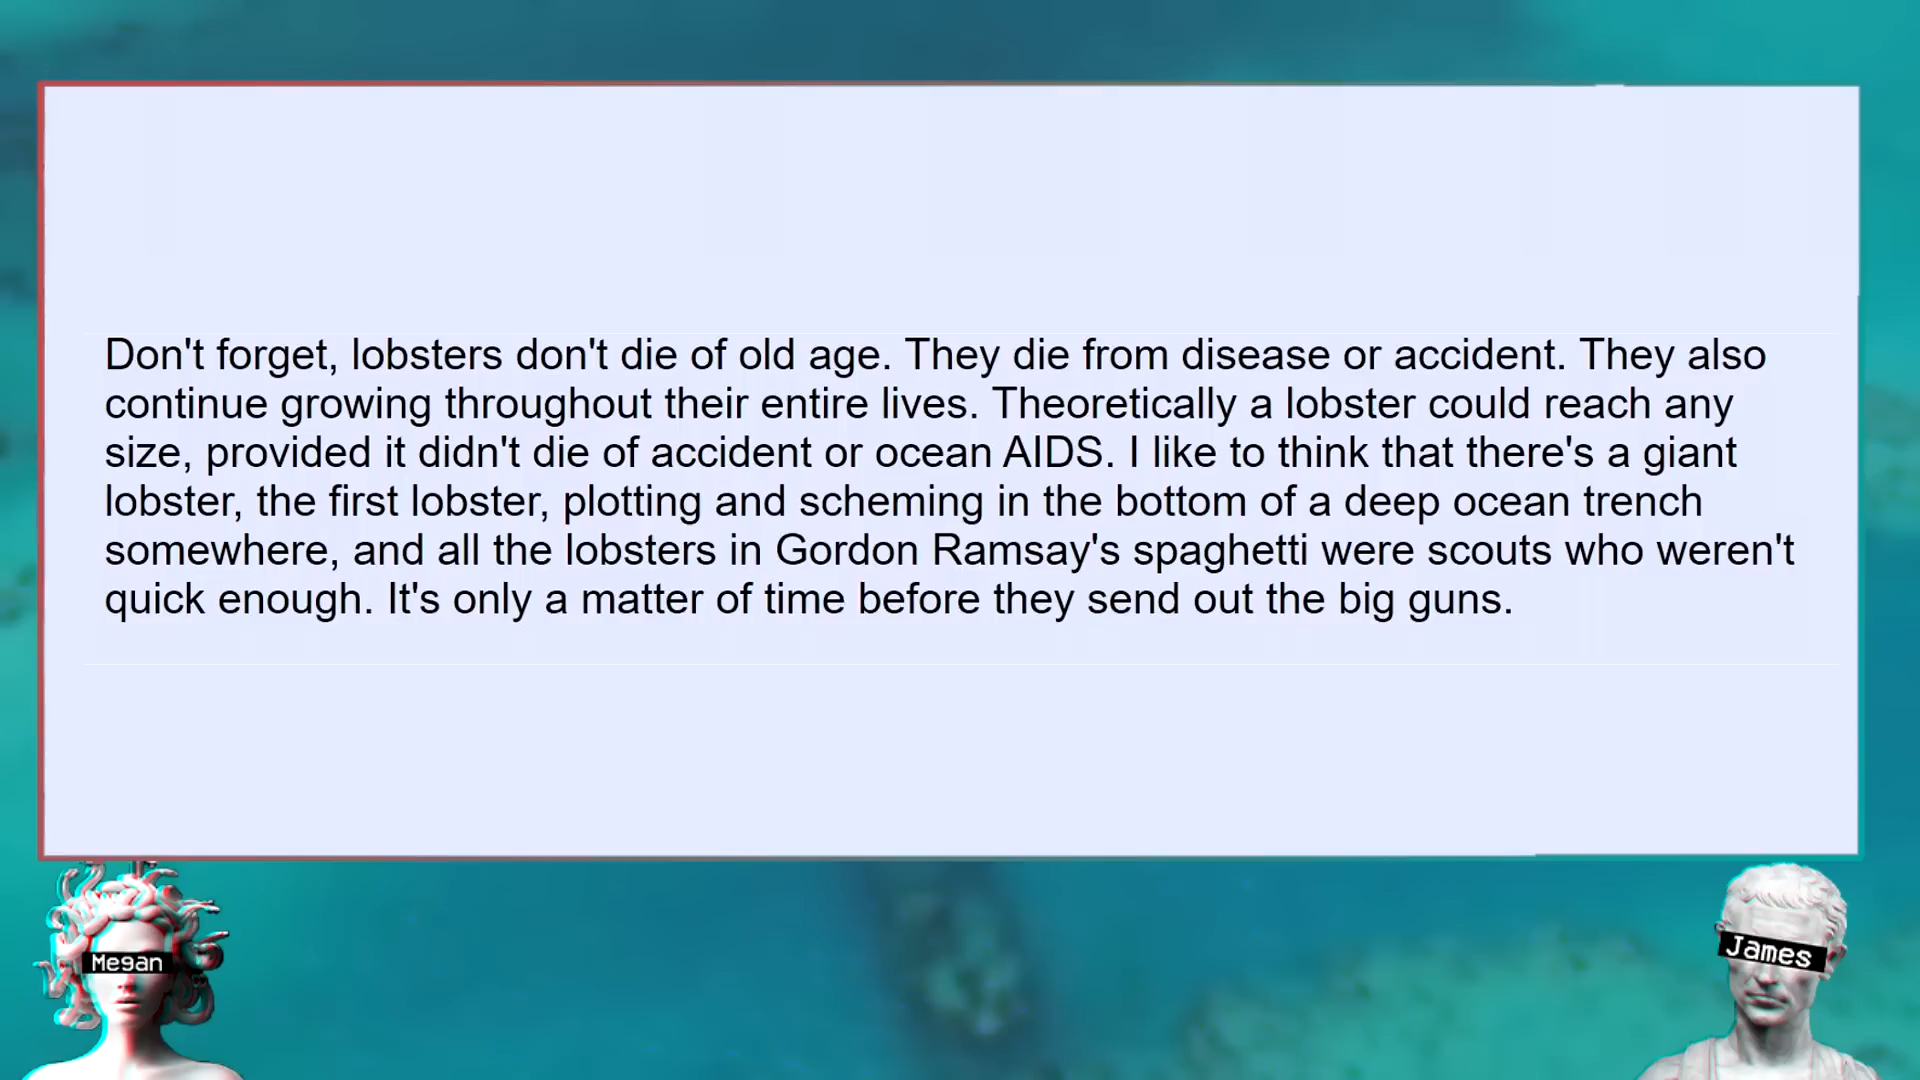 Don't forget, lobsters don't die of old age. They die from disease or accident. They also
continue growing throughout their entire lives. Theoretically a lobster could reach any
size, provided it didn't die of accident or ocean AIDS. I like to think that there's a giant
lobster, the first lobster, plotting and scheming in the bottom of a deep ocean trench
somewhere, and all the lobsters in Gordon Ramsay's spaghetti were scouts who weren't
quick enough. It's only a matter of time before they send out the big guns.
Megan
James